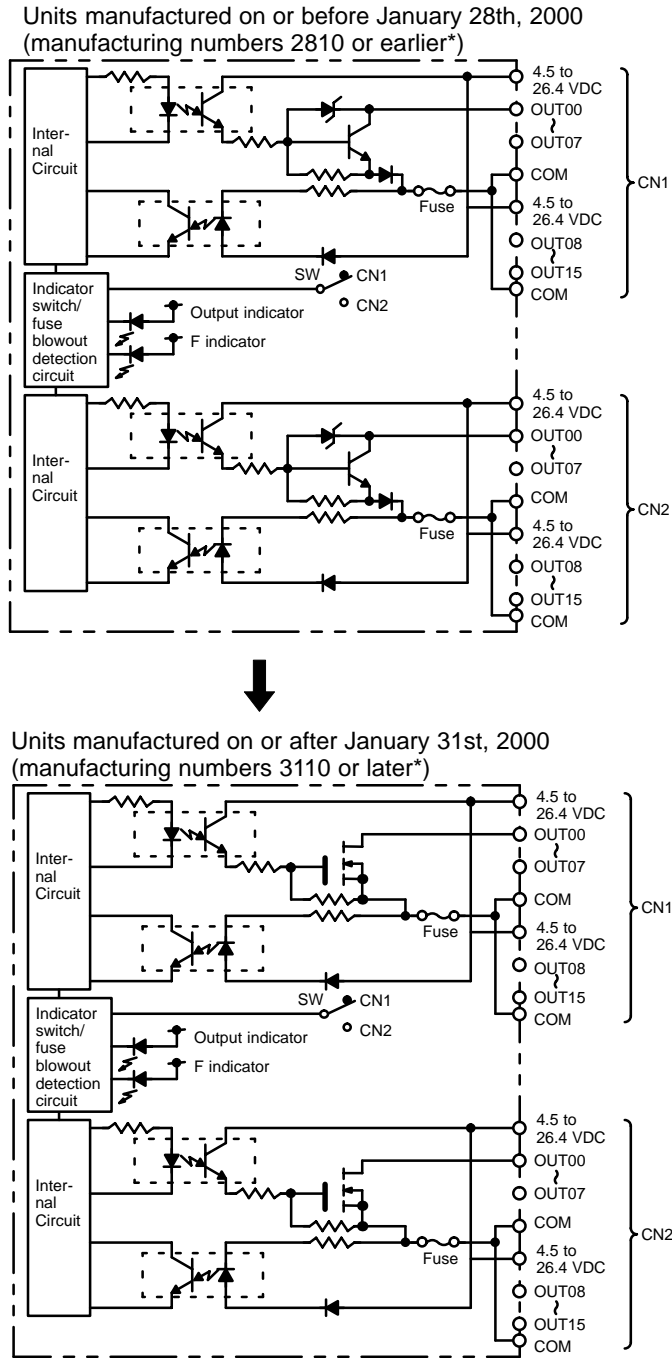 Units manufactured on or before January 28th, 2000
(manufacturing numbers 2810 or earlier*)
Inter-
nal
Circuit
4.5 to
26.4 VDC
OUT00
~
OUT07
COM
4.5 to
26.4 VDC
OUT08
~
OUT15
COM
CN1
Fuse
Indicator
switch/
fuse
blowout
detection
circuit
SW
CN1
CN2
Output indicator
F indicator
Inter-
nal
Circuit
4.5 to
26.4 VDC
OUT00
~
OUT07
COM
4.5 to
26.4 VDC
OUT08
~
OUT15
COM
CN2
Fuse
Units manufactured on or after January 31st, 2000
(manufacturing numbers 3110 or later*)
Inter-
nal
Circuit
4.5 to
26.4 VDC
OUT00
~
OUT07
COM
4.5 to
26.4 VDC
OUT08
~
OUT15
COM
CN1
Fuse
Indicator
switch/
fuse
blowout
detection
circuit
SW
CN1
CN2
Output indicator
F indicator
Inter-
nal
Circuit
4.5 to
26.4 VDC
OUT00
~
OUT07
COM
4.5 to
26.4 VDC
OUT08
~
OUT15
COM
CN2
Fuse